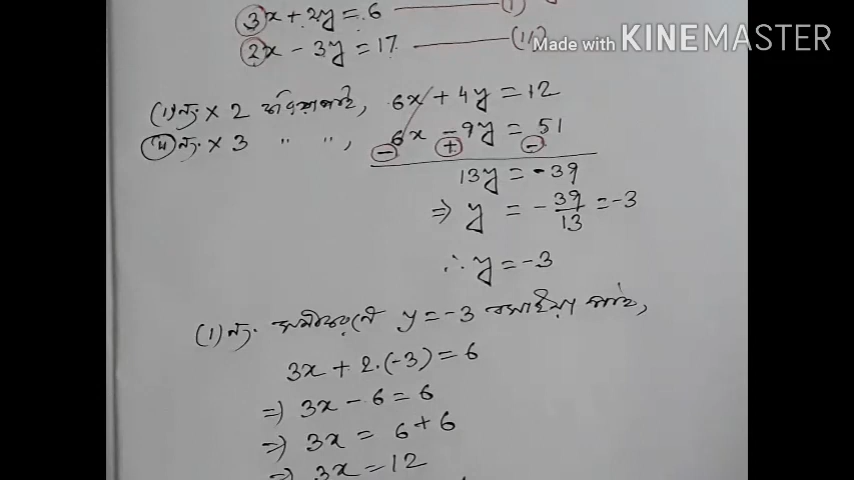 3x + 2y = 6 ——— (i)
2x - 3y = 17 ——— (ii)
Made with KINEMASTER
(i) নং × 2 করিয়া পাই, 6x + 4y = 12
(ii) নং × 3 " " , 6x - 9y = 51
(-) (+) (-)
13y = -39
⇒ y = - 39/13 = -3
∴ y = -3
(i) নং সমীকরণে y = -3 বসাইয়া পাই,
3x + 2.(-3) = 6
⇒ 3x - 6 = 6
⇒ 3x = 6 + 6
⇒ 3x = 12